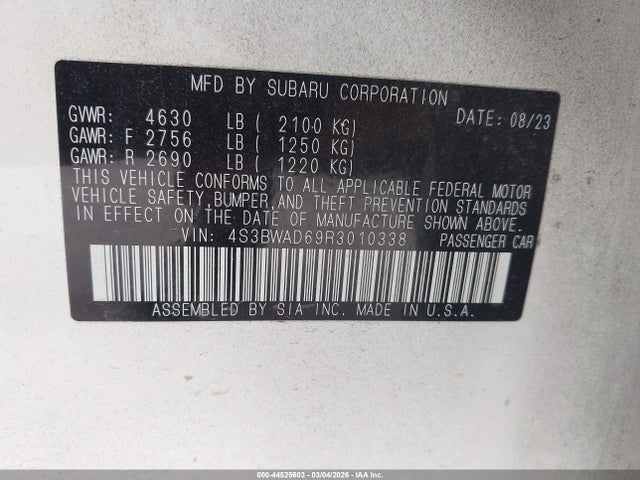 MFD BY SUBARU CORPORATION
GVWR: 4630 LB ( 2100 KG) DATE: 08/23
GAWR: F 2756 LB ( 1250 KG)
GAWR: R 2690 LB ( 1220 KG)
THIS VEHICLE CONFORMS TO ALL APPLICABLE FEDERAL MOTOR
VEHICLE SAFETY, BUMPER, AND THEFT PREVENTION STANDARDS
IN EFFECT ON THE DATE OF MANUFACTURE SHOWN ABOVE.
VIN: 4S3BWAD69R3010338 PASSENGER CAR
ASSEMBLED BY SIA INC. MADE IN U.S.A.
000-44525603 - 03/04/2026 - IAA Inc.